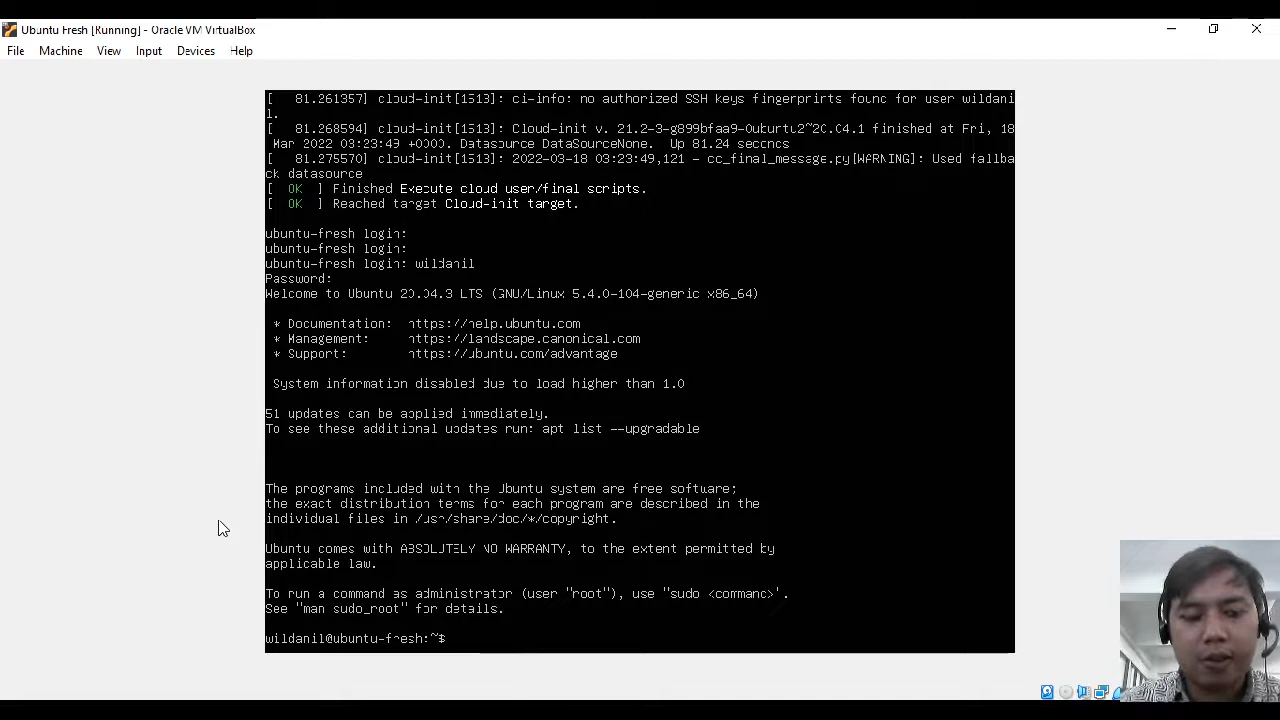 Ubuntu Fresh [Running] - Oracle VM VirtualBox
File Machine View Input Devices Help
[   81.261357] cloud-init[1513]: ci-info: no authorized SSH keys fingerprints found for user wildani
l.
[   81.268594] cloud-init[1513]: Cloud-init v. 21.2-3-g899bfaa9-0ubuntu2~20.04.1 finished at Fri, 18
 Mar 2022 03:23:49 +0000. Datasource DataSourceNone.  Up 81.24 seconds
[   81.275570] cloud-init[1513]: 2022-03-18 03:23:49,121 - cc_final_message.py[WARNING]: Used fallba
ck datasource
[  OK  ] Finished Execute cloud user/final scripts.
[  OK  ] Reached target Cloud-init target.
ubuntu-fresh login:
ubuntu-fresh login:
ubuntu-fresh login: wildanil
Password:
Welcome to Ubuntu 20.04.3 LTS (GNU/Linux 5.4.0-104-generic x86_64)
 * Documentation:  https://help.ubuntu.com
 * Management:     https://landscape.canonical.com
 * Support:        https://ubuntu.com/advantage
 System information disabled due to load higher than 1.0
51 updates can be applied immediately.
To see these additional updates run: apt list --upgradable
The programs included with the Ubuntu system are free software;
the exact distribution terms for each program are described in the
individual files in /usr/share/doc/*/copyright.
Ubuntu comes with ABSOLUTELY NO WARRANTY, to the extent permitted by
applicable law.
To run a command as administrator (user "root"), use "sudo <command>".
See "man sudo_root" for details.
wildanil@ubuntu-fresh:~$